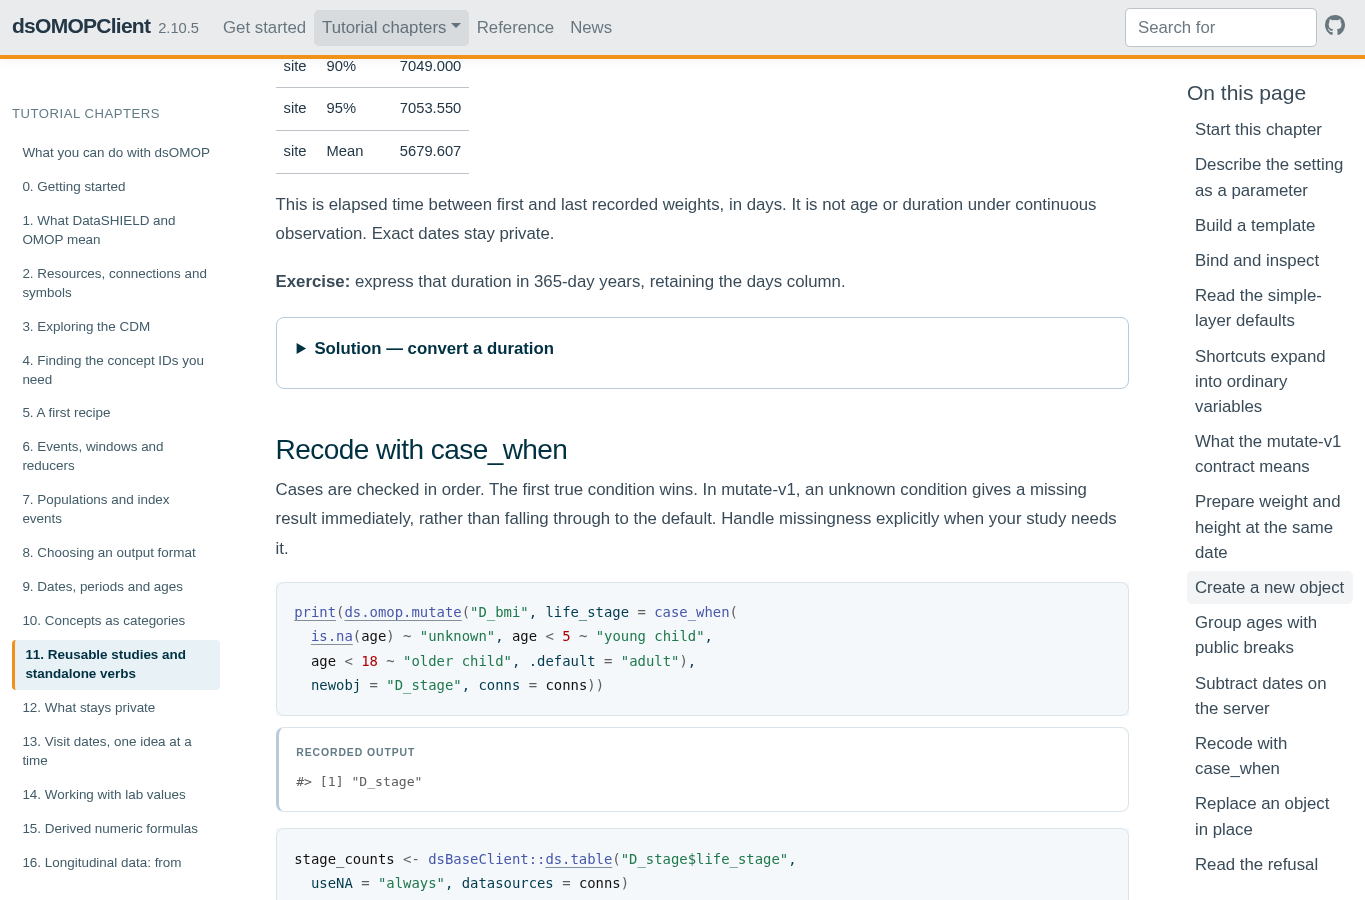 dsOMOPClient 2.10.5 Get started Tutorial chapters Reference News Search for
TUTORIAL CHAPTERS
What you can do with dsOMOP
0. Getting started
1. What DataSHIELD and
OMOP mean
2. Resources, connections and
symbols
3. Exploring the CDM
4. Finding the concept IDs you
need
5. A first recipe
6. Events, windows and
reducers
7. Populations and index
events
8. Choosing an output format
9. Dates, periods and ages
10. Concepts as categories
11. Reusable studies and
standalone verbs
12. What stays private
13. Visit dates, one idea at a
time
14. Working with lab values
15. Derived numeric formulas
16. Longitudinal data: from
site 90% 7049.000
site 95% 7053.550
site Mean 5679.607
This is elapsed time between first and last recorded weights, in days. It is not age or duration under continuous
observation. Exact dates stay private.
Exercise: express that duration in 365-day years, retaining the days column.
Solution — convert a duration
Recode with case_when
Cases are checked in order. The first true condition wins. In mutate-v1, an unknown condition gives a missing
result immediately, rather than falling through to the default. Handle missingness explicitly when your study needs
it.
print(ds.omop.mutate("D_bmi", life_stage = case_when(
is.na(age) ~ "unknown", age < 5 ~ "young child",
age < 18 ~ "older child", .default = "adult"),
newobj = "D_stage", conns = conns))
RECORDED OUTPUT
#> [1] "D_stage"
stage_counts <- dsBaseClient::ds.table("D_stage$life_stage",
useNA = "always", datasources = conns)
On this page
Start this chapter
Describe the setting
as a parameter
Build a template
Bind and inspect
Read the simple-
layer defaults
Shortcuts expand
into ordinary
variables
What the mutate-v1
contract means
Prepare weight and
height at the same
date
Create a new object
Group ages with
public breaks
Subtract dates on
the server
Recode with
case_when
Replace an object
in place
Read the refusal